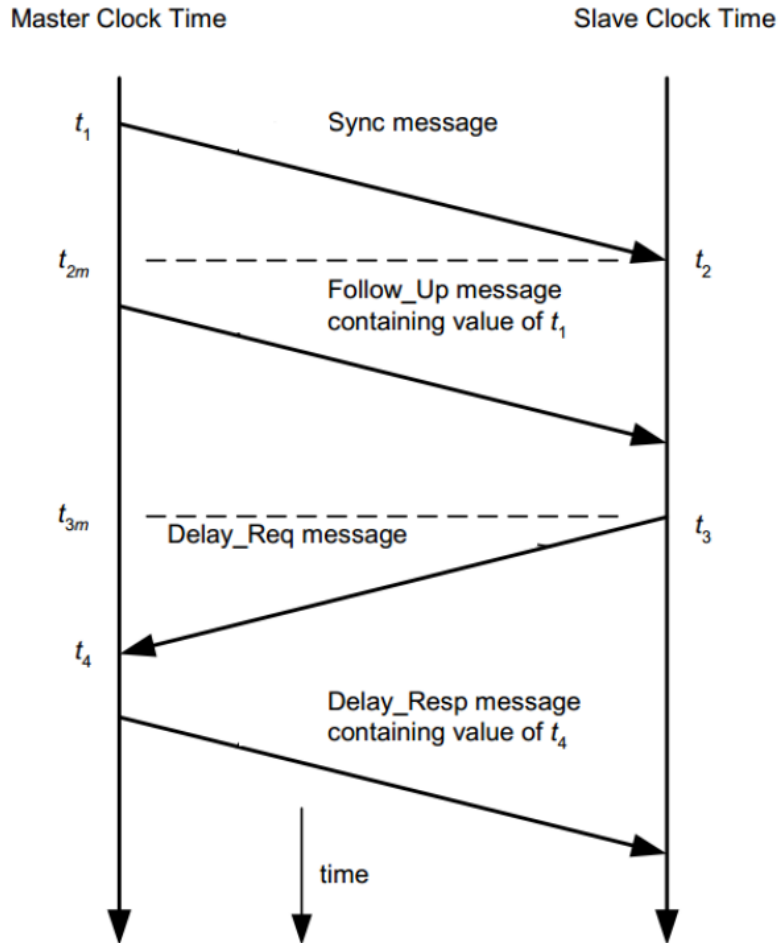 Master Clock Time
Slave Clock Time
t1
Sync message
t2m
t2
Follow_Up message
containing value of t1
t3m
t3
Delay_Req message
t4
Delay_Resp message
containing value of t4
time